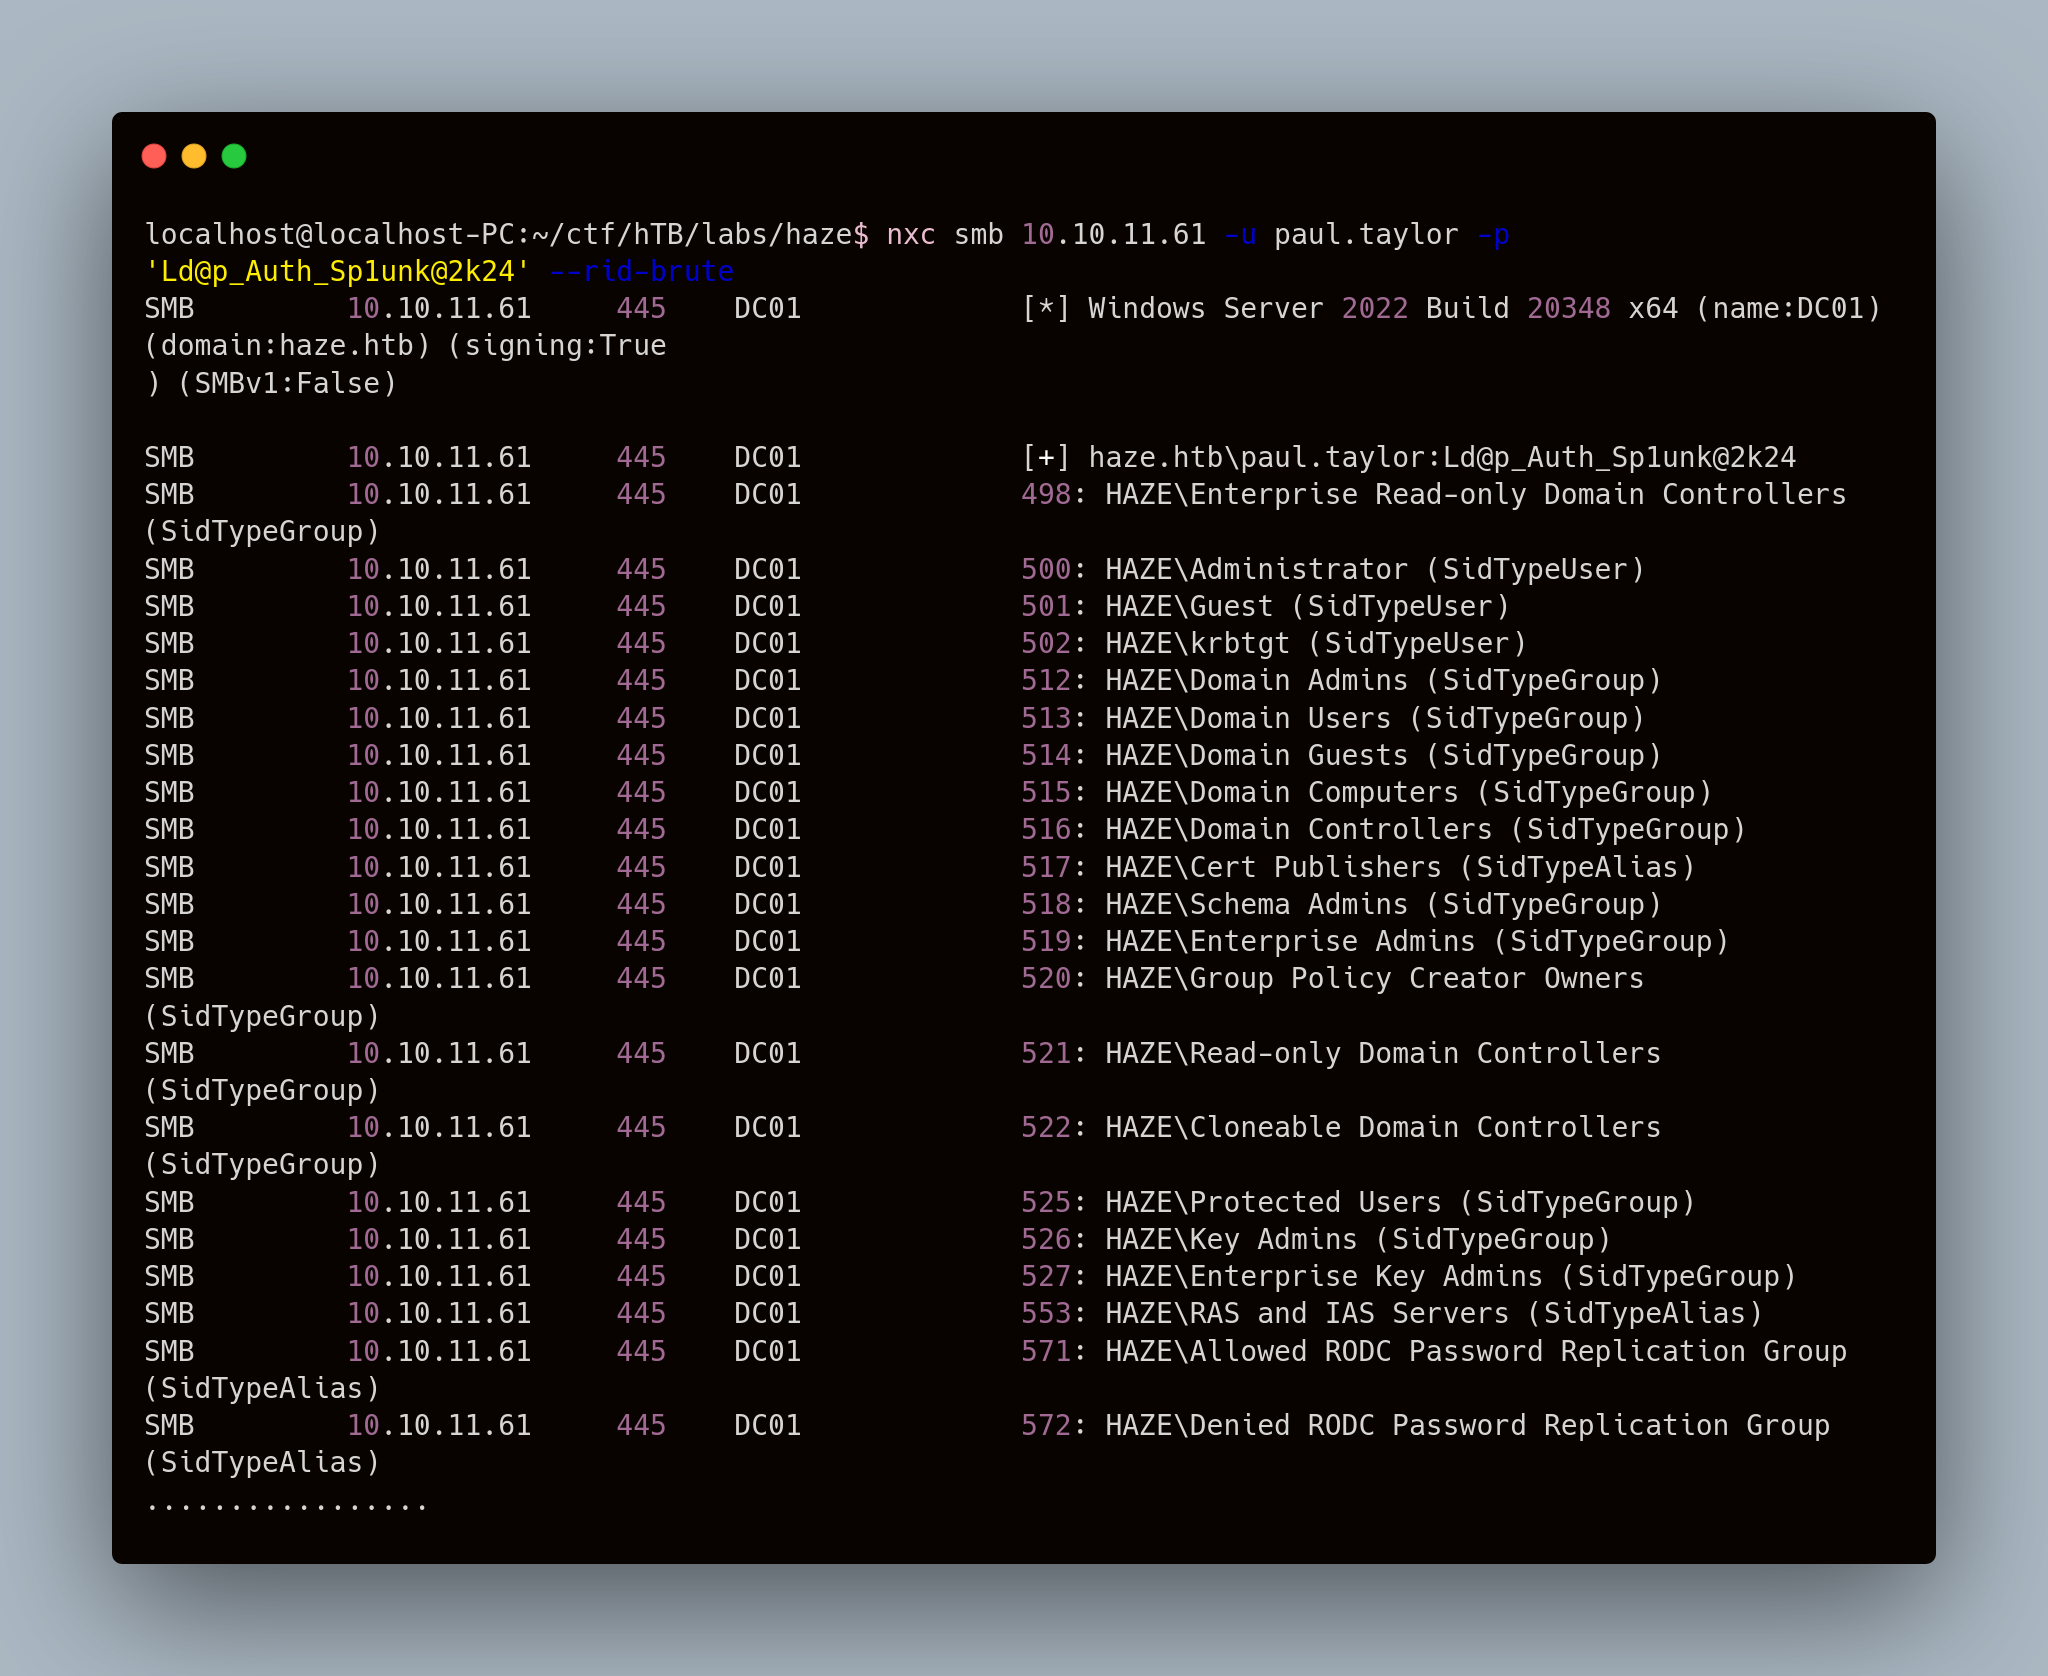 localhost@localhost-PC:~/ctf/hTB/labs/haze$ nxc smb 10.10.11.61 -u paul.taylor -p
'Ld@p_Auth_Sp1unk@2k24' --rid-brute
SMB         10.10.11.61     445    DC01             [*] Windows Server 2022 Build 20348 x64 (name:DC01)
(domain:haze.htb) (signing:True
) (SMBv1:False)
SMB         10.10.11.61     445    DC01             [+] haze.htb\paul.taylor:Ld@p_Auth_Sp1unk@2k24
SMB         10.10.11.61     445    DC01             498: HAZE\Enterprise Read-only Domain Controllers
(SidTypeGroup)
SMB         10.10.11.61     445    DC01             500: HAZE\Administrator (SidTypeUser)
SMB         10.10.11.61     445    DC01             501: HAZE\Guest (SidTypeUser)
SMB         10.10.11.61     445    DC01             502: HAZE\krbtgt (SidTypeUser)
SMB         10.10.11.61     445    DC01             512: HAZE\Domain Admins (SidTypeGroup)
SMB         10.10.11.61     445    DC01             513: HAZE\Domain Users (SidTypeGroup)
SMB         10.10.11.61     445    DC01             514: HAZE\Domain Guests (SidTypeGroup)
SMB         10.10.11.61     445    DC01             515: HAZE\Domain Computers (SidTypeGroup)
SMB         10.10.11.61     445    DC01             516: HAZE\Domain Controllers (SidTypeGroup)
SMB         10.10.11.61     445    DC01             517: HAZE\Cert Publishers (SidTypeAlias)
SMB         10.10.11.61     445    DC01             518: HAZE\Schema Admins (SidTypeGroup)
SMB         10.10.11.61     445    DC01             519: HAZE\Enterprise Admins (SidTypeGroup)
SMB         10.10.11.61     445    DC01             520: HAZE\Group Policy Creator Owners
(SidTypeGroup)
SMB         10.10.11.61     445    DC01             521: HAZE\Read-only Domain Controllers
(SidTypeGroup)
SMB         10.10.11.61     445    DC01             522: HAZE\Cloneable Domain Controllers
(SidTypeGroup)
SMB         10.10.11.61     445    DC01             525: HAZE\Protected Users (SidTypeGroup)
SMB         10.10.11.61     445    DC01             526: HAZE\Key Admins (SidTypeGroup)
SMB         10.10.11.61     445    DC01             527: HAZE\Enterprise Key Admins (SidTypeGroup)
SMB         10.10.11.61     445    DC01             553: HAZE\RAS and IAS Servers (SidTypeAlias)
SMB         10.10.11.61     445    DC01             571: HAZE\Allowed RODC Password Replication Group
(SidTypeAlias)
SMB         10.10.11.61     445    DC01             572: HAZE\Denied RODC Password Replication Group
(SidTypeAlias)
.................